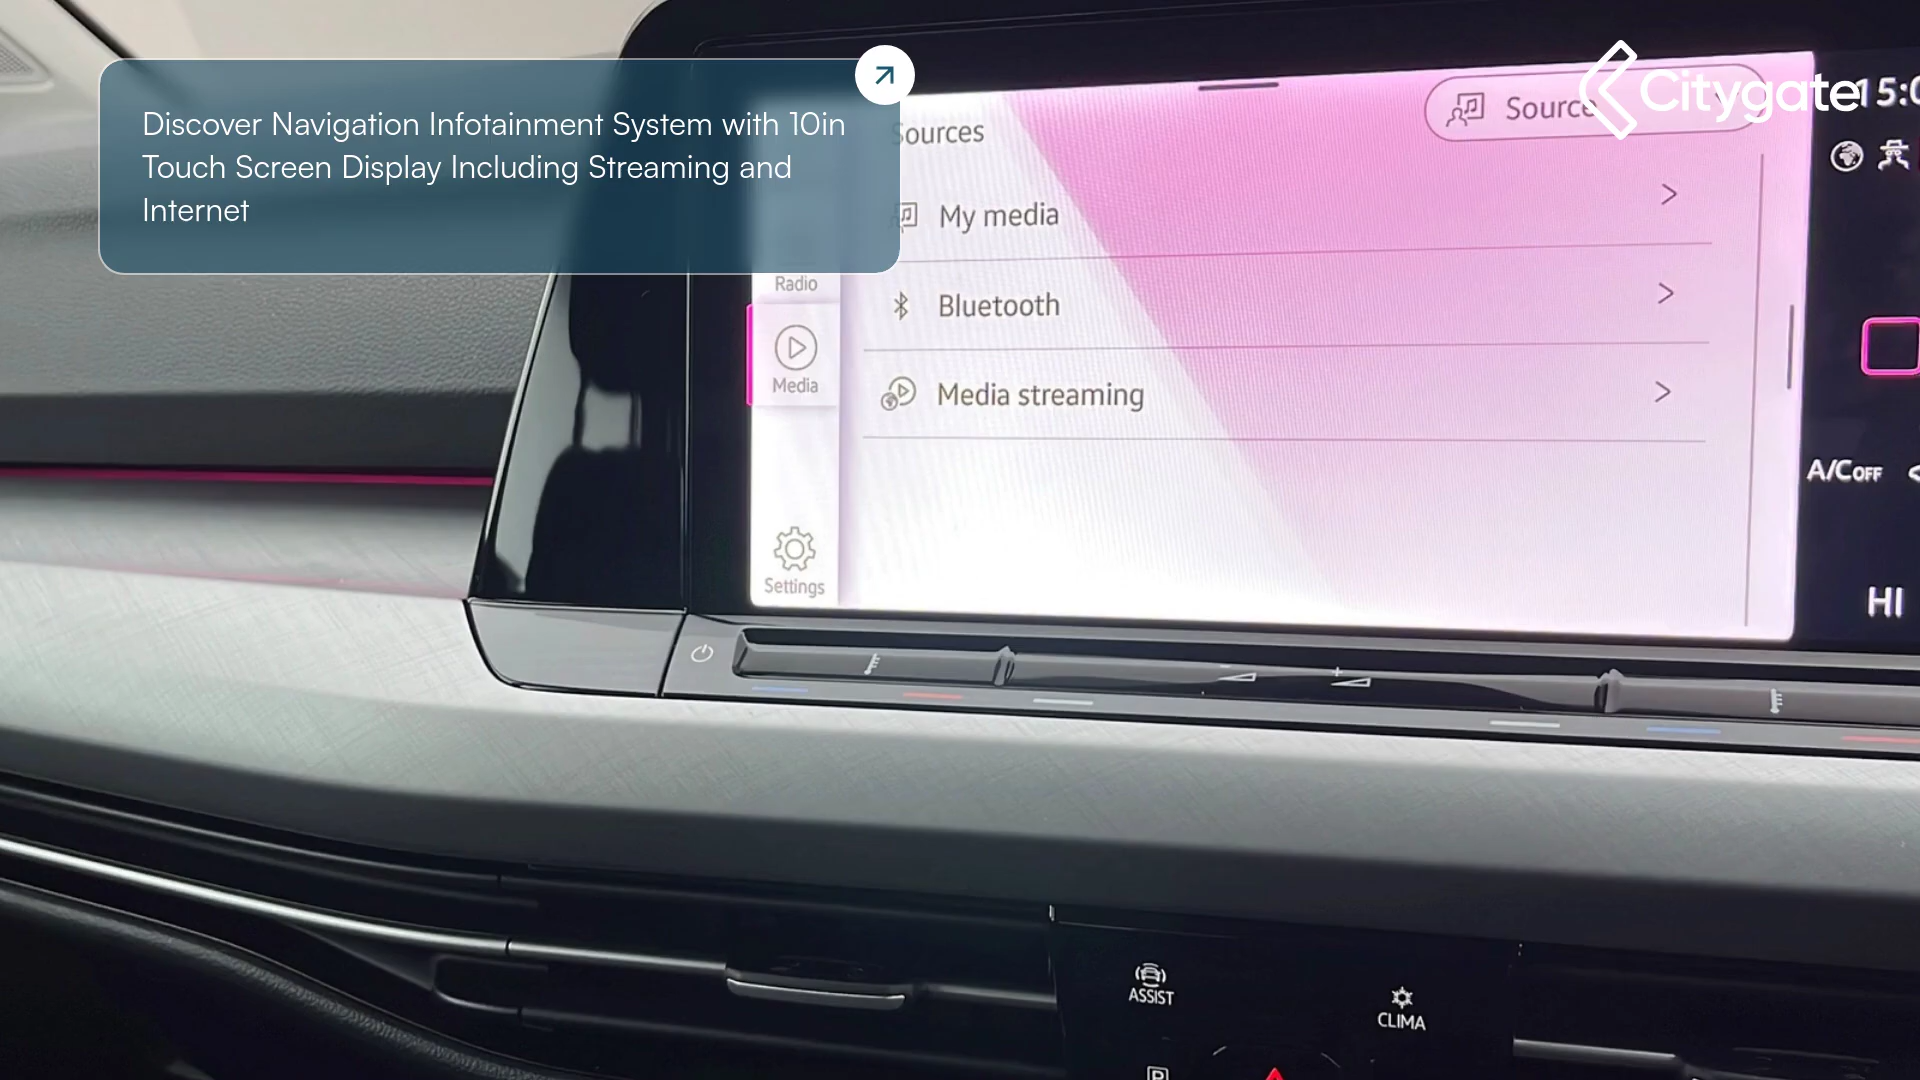 Discover Navigation Infotainment System with 10in
Touch Screen Display Including Streaming and
Internet
Citygate
Sources
My media
Bluetooth
Media streaming
Radio
Media
Settings
A/C OFF
HI
ASSIST
CLIMA
P